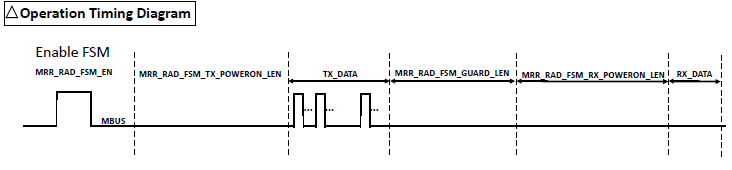 △Operation Timing Diagram
Enable FSM
MRR_RAD_FSM_EN
MRR_RAD_FSM_TX_POWERON_LEN
TX_DATA
MRR_RAD_FSM_GUARD_LEN
MRR_RAD_FSM_RX_POWERON_LEN
RX_DATA
... ... ...
MBUS